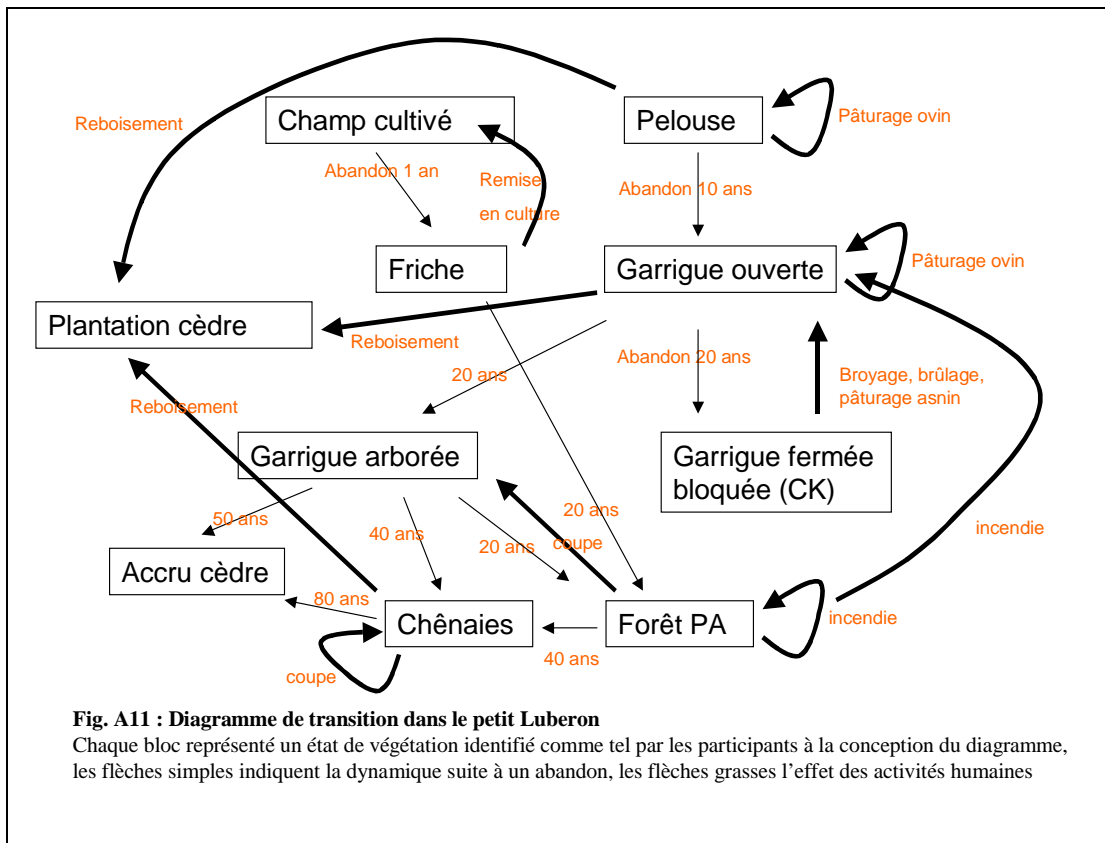 Reboisement
Champ cultivé
Pelouse
Pâturage ovin
Abandon 1 an
Remise
en culture
Abandon 10 ans
Friche
Garrigue ouverte
Pâturage ovin
Plantation cèdre
Reboisement
Abandon 20 ans
20 ans
Broyage, brûlage,
pâturage asnin
Reboisement
Garrigue arborée
Garrigue fermée
bloquée (CK)
50 ans
40 ans
20 ans
20 ans
coupe
incendie
Accru cèdre
80 ans
Chênaies
Forêt PA
incendie
40 ans
coupe
Fig. A11 : Diagramme de transition dans le petit Luberon
Chaque bloc représenté un état de végétation identifié comme tel par les participants à la conception du diagramme,
les flèches simples indiquent la dynamique suite à un abandon, les flèches grasses l’effet des activités humaines